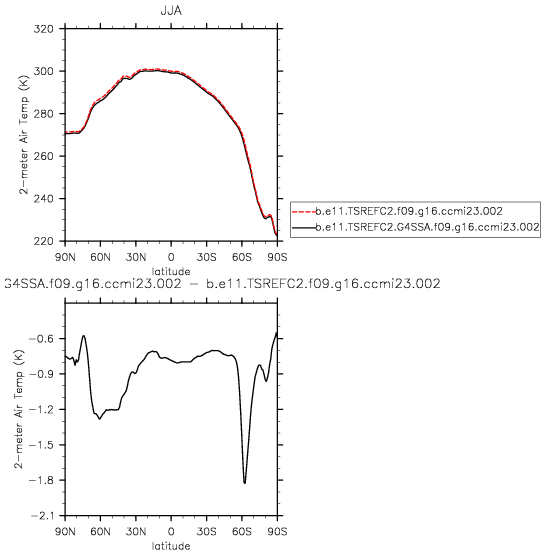 JJA
320
300
280
260
240
220
2-meter Air Temp (K)
90N 60N 30N 0 30S 60S 90S
latitude
b.e11.TSREFC2.f09.g16.ccmi23.002
b.e11.TSREFC2.G4SSA.f09.g16.ccmi23.002
G4SSA.f09.g16.ccmi23.002 - b.e11.TSREFC2.f09.g16.ccmi23.002
-0.6
-0.9
-1.2
-1.5
-1.8
-2.1
2-meter Air Temp (K)
90N 60N 30N 0 30S 60S 90S
latitude